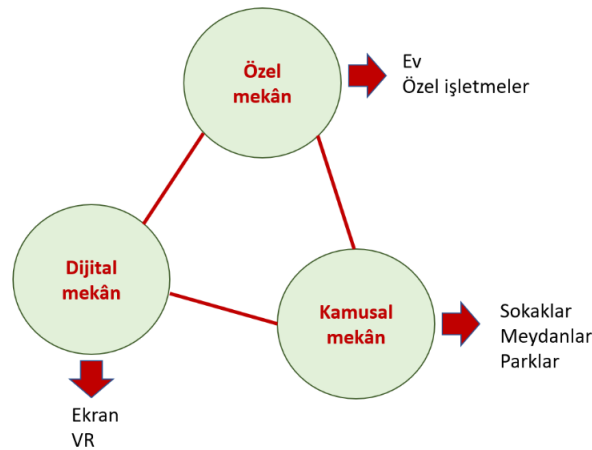 Özel
mekân
Ev
Özel işletmeler
Dijital
mekân
Kamusal
mekân
Sokaklar
Meydanlar
Parklar
Ekran
VR